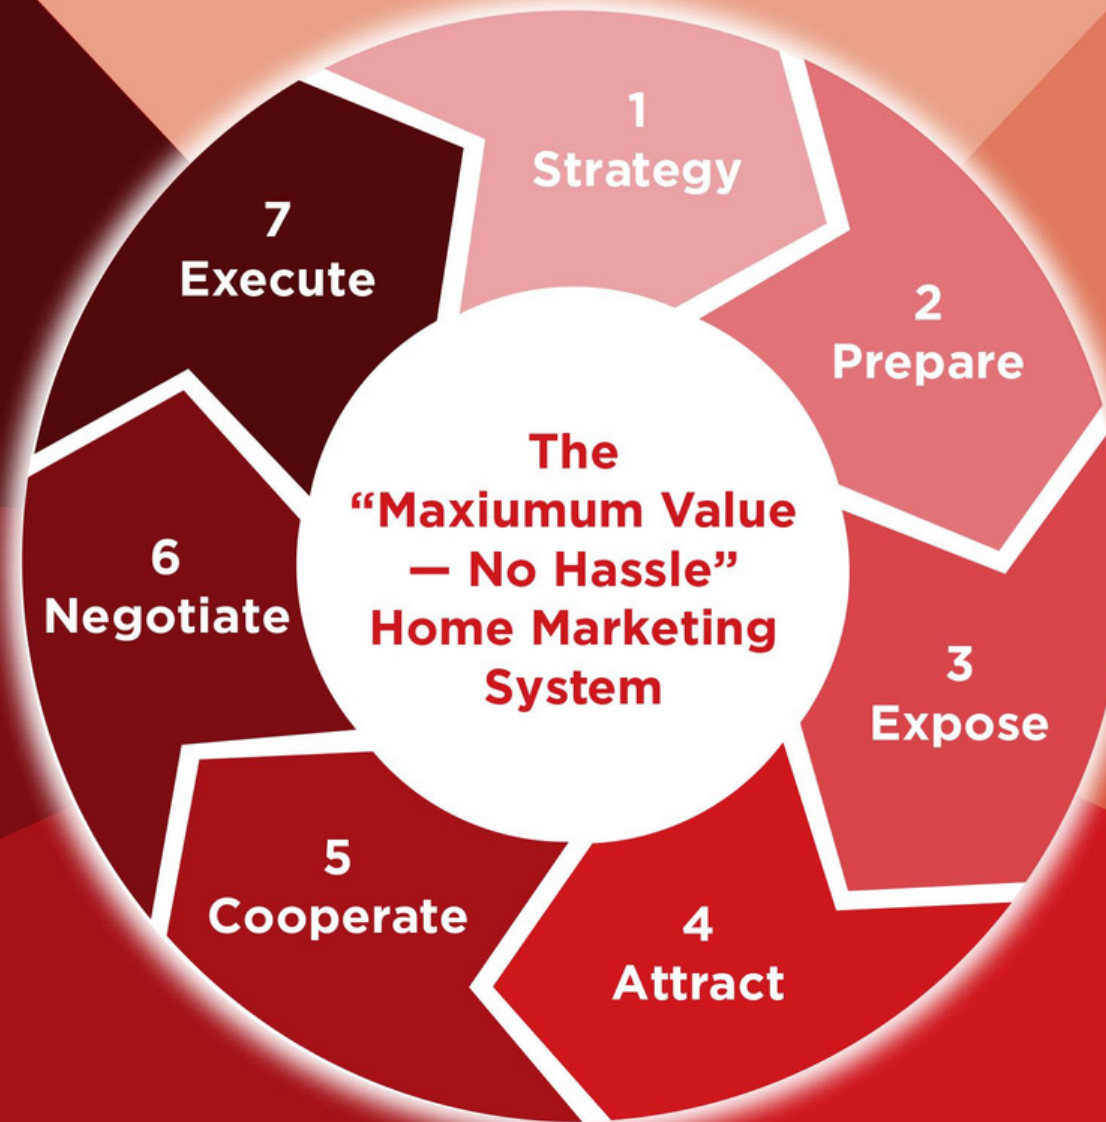 The
“Maxiumum Value
— No Hassle”
Home Marketing
System
1
Strategy
2
Prepare
3
Expose
4
Attract
5
Cooperate
6
Negotiate
7
Execute